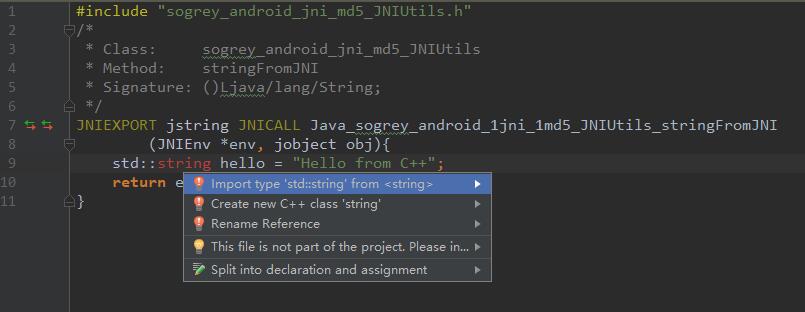 1 #include "sogrey_android_jni_md5_JNIUtils.h"
2 /*
3 * Class: sogrey_android_jni_md5_JNIUtils
4 * Method: stringFromJNI
5 * Signature: ()Ljava/lang/String;
6 */
7 JNIEXPORT jstring JNICALL Java_sogrey_android_1jni_1md5_JNIUtils_stringFromJNI
8 (JNIEnv *env, jobject obj){
9 std::string hello = "Hello from C++";
10 return e
Import type 'std::string' from <string>
11 }
Create new C++ class 'string'
Rename Reference
This file is not part of the project. Please in...
Split into declaration and assignment